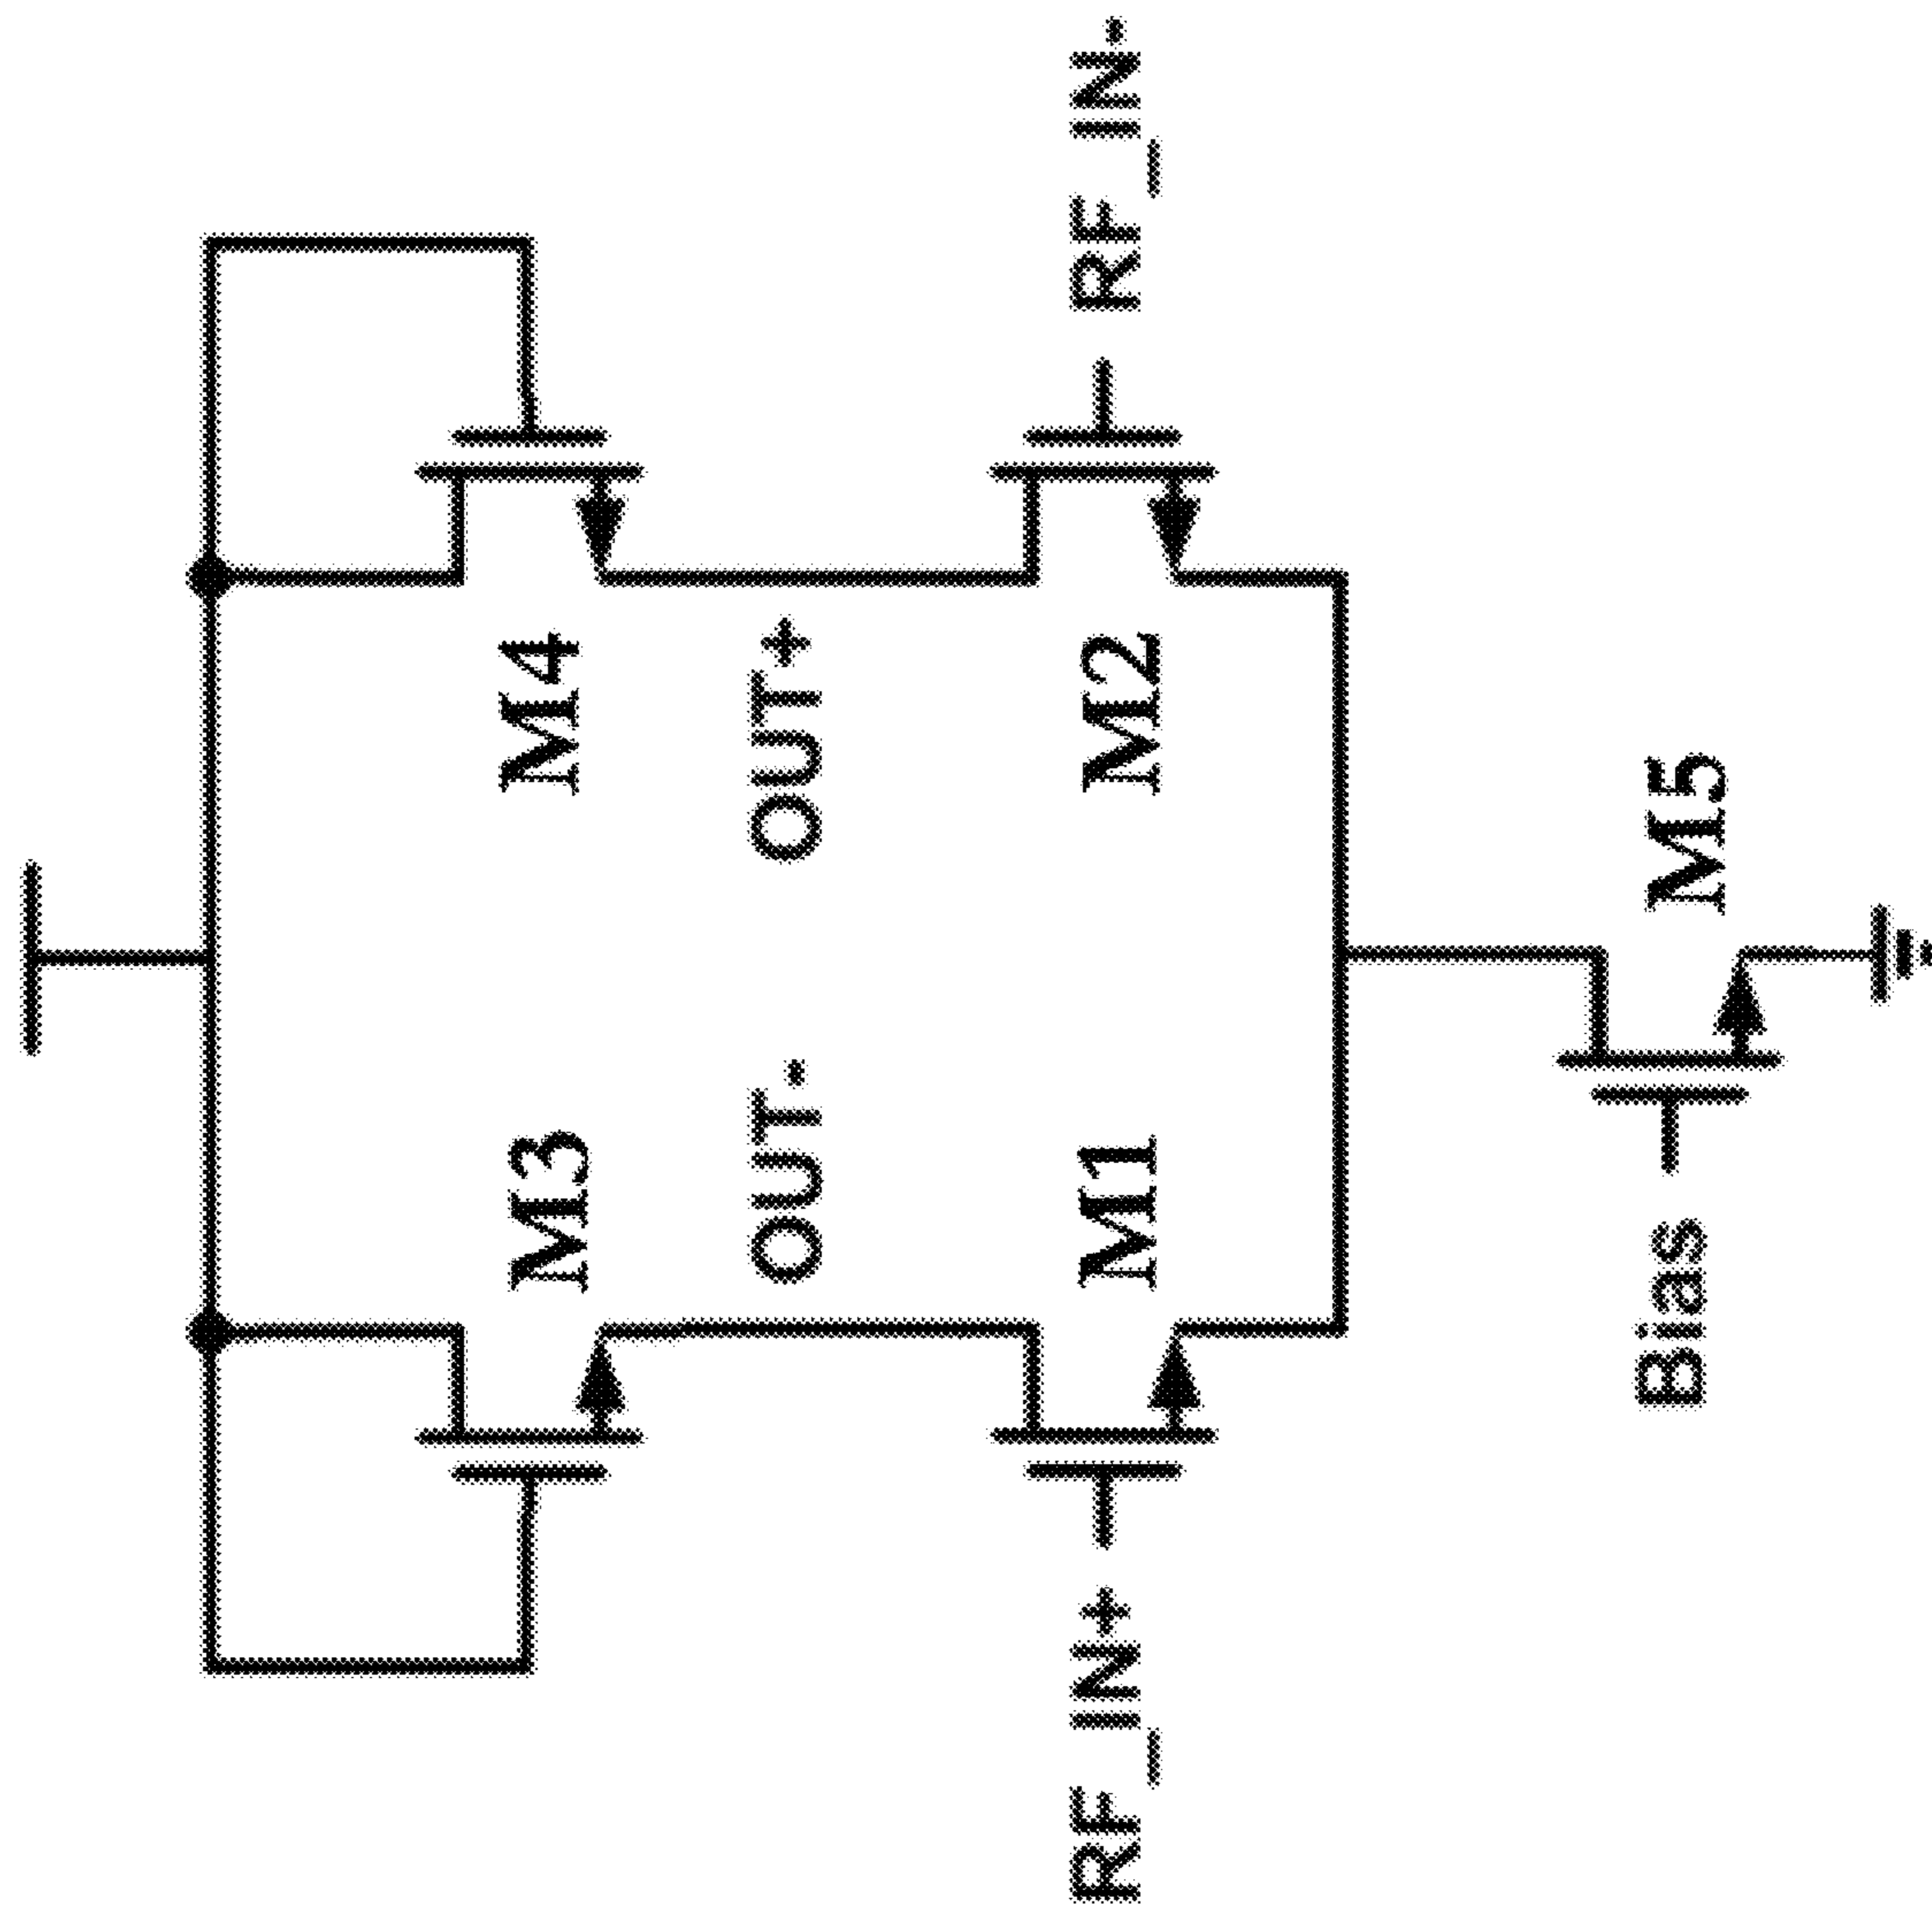 M3
M4
OUT-
OUT+
RF_IN+
M1
M2
RF_IN-
Bias
M5